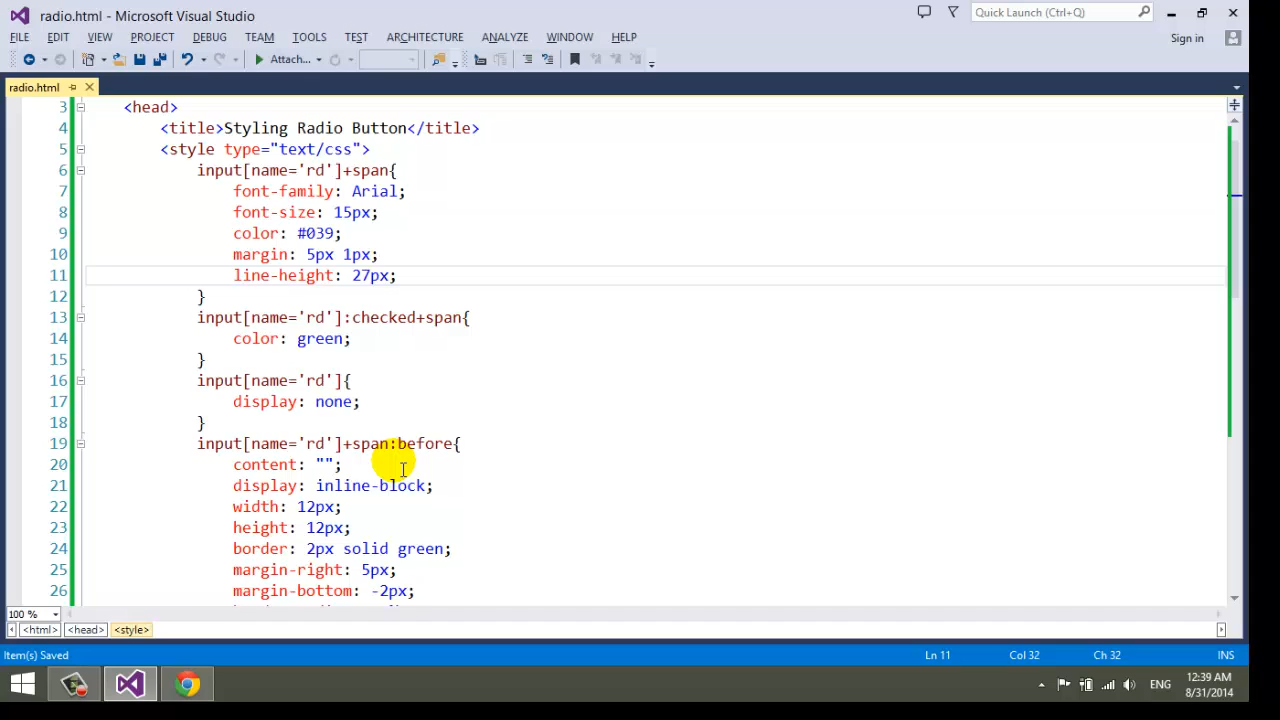 radio.html - Microsoft Visual Studio
Quick Launch (Ctrl+Q)
FILE EDIT VIEW PROJECT DEBUG TEAM TOOLS TEST ARCHITECTURE ANALYZE WINDOW HELP
Sign in
Attach...
radio.html
3 <head>
4 <title>Styling Radio Button</title>
5 <style type="text/css">
6 input[name='rd']+span{
7 font-family: Arial;
8 font-size: 15px;
9 color: #039;
10 margin: 5px 1px;
11 line-height: 27px;
12 }
13 input[name='rd']:checked+span{
14 color: green;
15 }
16 input[name='rd']{
17 display: none;
18 }
19 input[name='rd']+span:before{
20 content: "";
21 display: inline-block;
22 width: 12px;
23 height: 12px;
24 border: 2px solid green;
25 margin-right: 5px;
26 margin-bottom: -2px;
100 %
<html> <head> <style>
Item(s) Saved
Ln 11 Col 32 Ch 32 INS
ENG
12:39 AM
8/31/2014